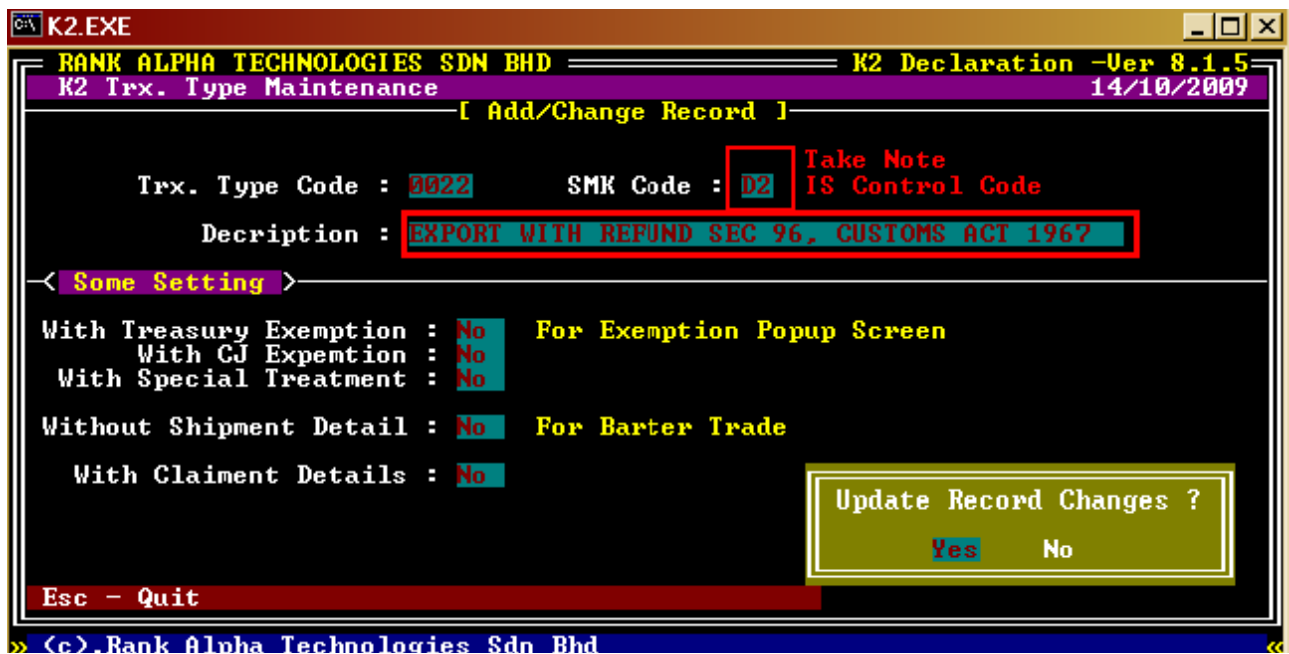 K2.EXE
RANK ALPHA TECHNOLOGIES SDN BHD K2 Declaration -Ver 8.1.5
K2 Trx. Type Maintenance 14/10/2009
[ Add/Change Record ]
Take Note
Trx. Type Code : 0022 SMK Code : D2 IS Control Code
Decription : EXPORT WITH REFUND SEC 96, CUSTOMS ACT 1967
< Some Setting >
With Treasury Exemption : No For Exemption Popup Screen
With CJ Expemtion : No
With Special Treatment : No
Without Shipment Detail : No For Barter Trade
With Claiment Details : No
Update Record Changes ?
Yes No
Esc - Quit
» (c).Rank Alpha Technologies Sdn Bhd «